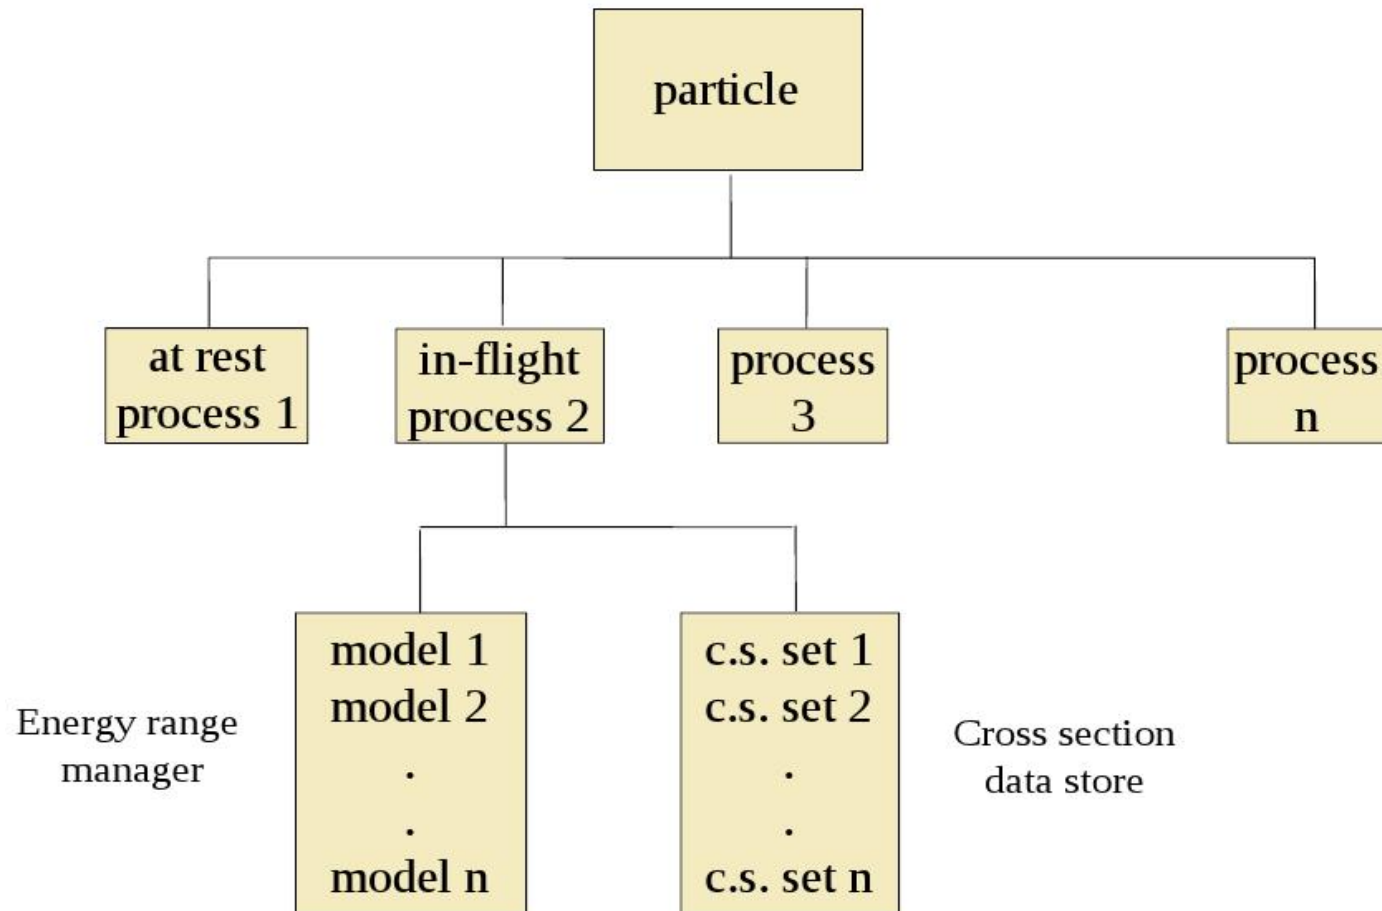 particle
at rest
process 1
in-flight
process 2
process
3
process
n
Energy range
manager
model 1
model 2
.
.
model n
c.s. set 1
c.s. set 2
.
.
c.s. set n
Cross section
data store